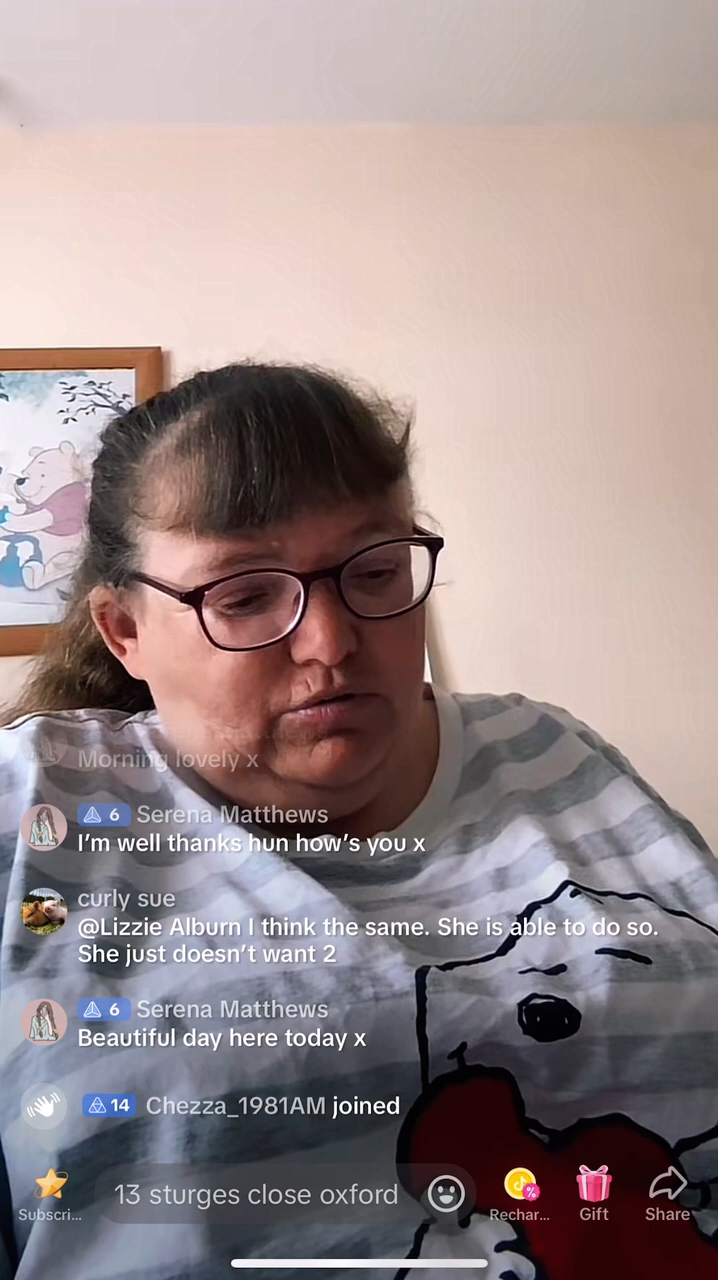 Morning lovely x
6 Serena Matthews
I'm well thanks hun how's you x
curly sue
@Lizzie Alburn I think the same. She is able to do so.
She just doesn't want 2
6 Serena Matthews
Beautiful day here today x
14 Chezza_1981AM joined
13 sturges close oxford
Subscri... Rechar... Gift Share